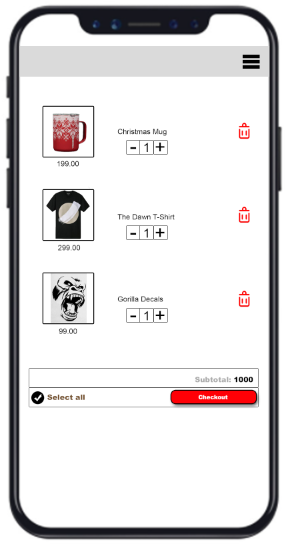 Christmas Mug
- 1 +
199.00
The Dawn T-Shirt
- 1 +
299.00
Gorilla Decals
- 1 +
99.00
Subtotal: 1000
Select all
Checkout